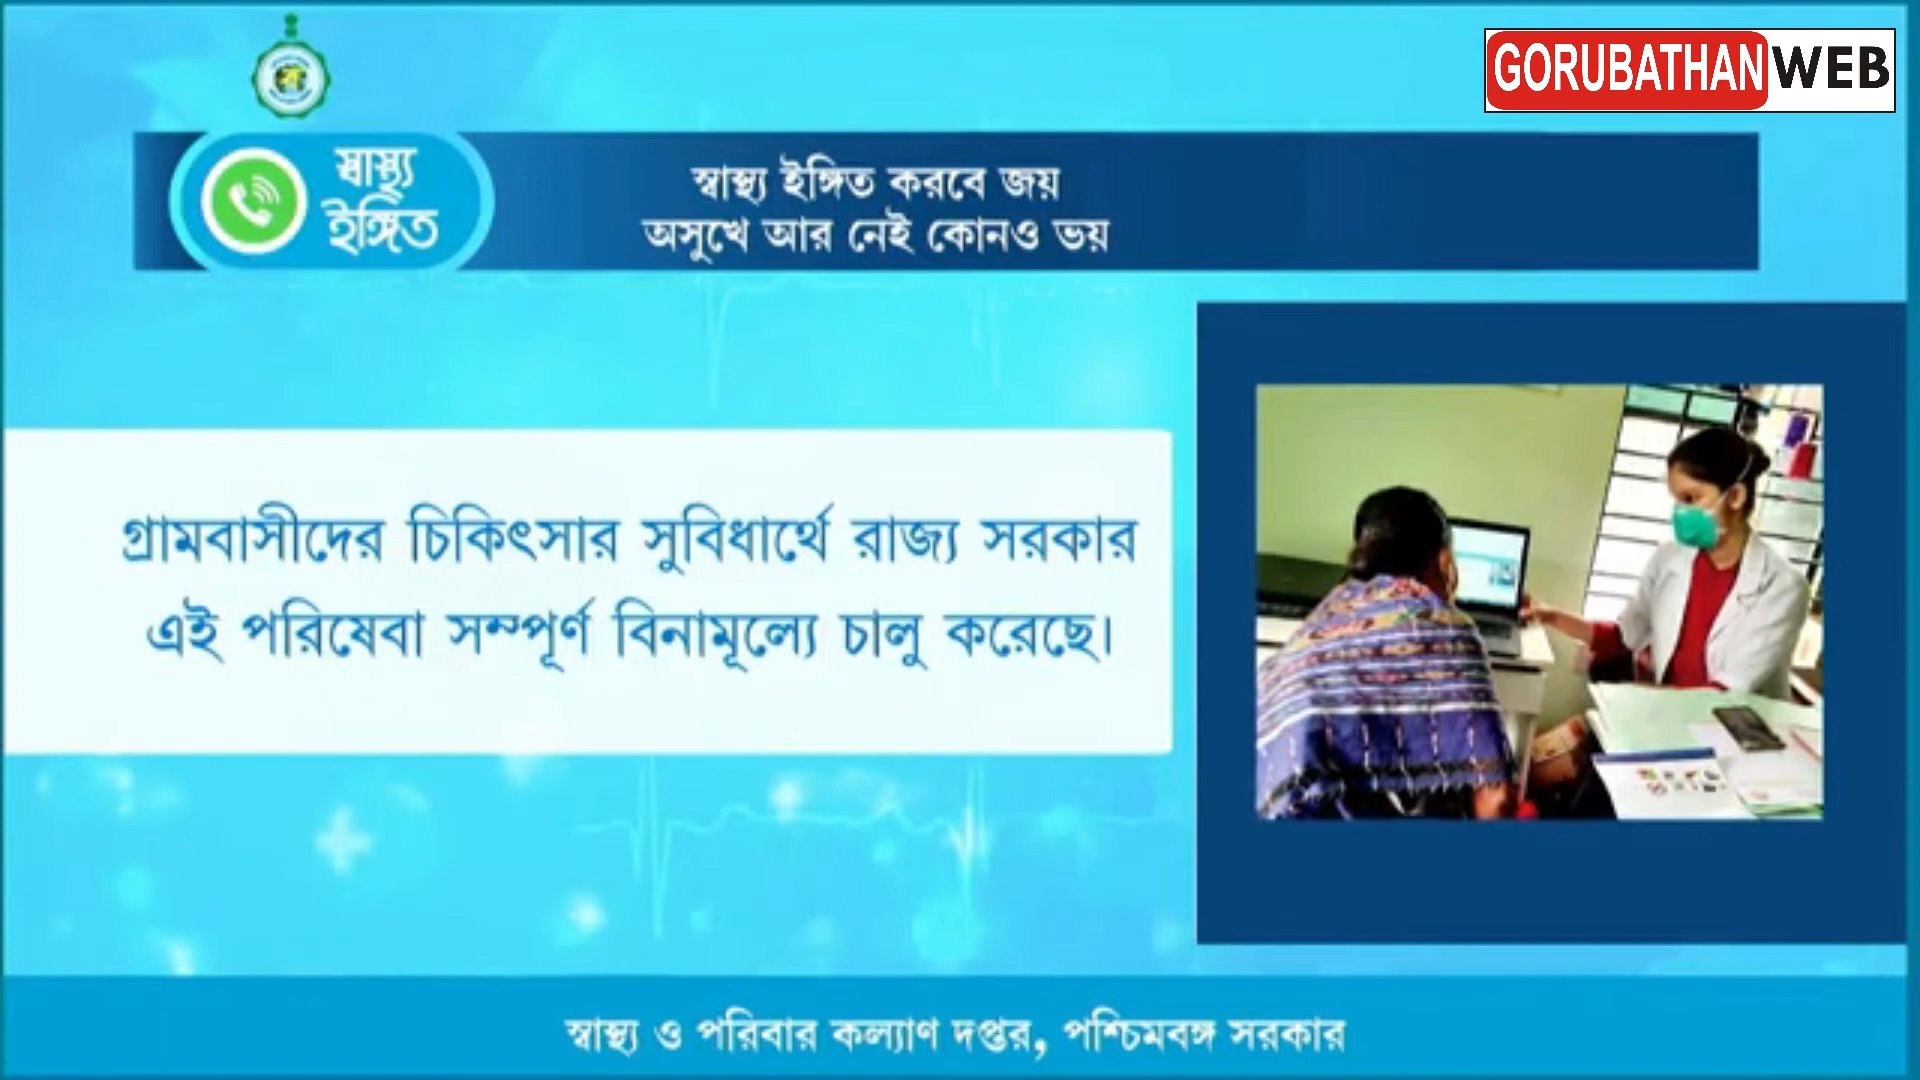 GORUBATHAN WEB
স্বাস্থ্য
ইঙ্গিত
স্বাস্থ্য ইঙ্গিত করবে জয়
অসুখে আর নেই কোনও ভয়
গ্রামবাসীদের চিকিৎসার সুবিধার্থে রাজ্য সরকার
এই পরিষেবা সম্পূর্ণ বিনামূল্যে চালু করেছে।
স্বাস্থ্য ও পরিবার কল্যাণ দপ্তর, পশ্চিমবঙ্গ সরকার